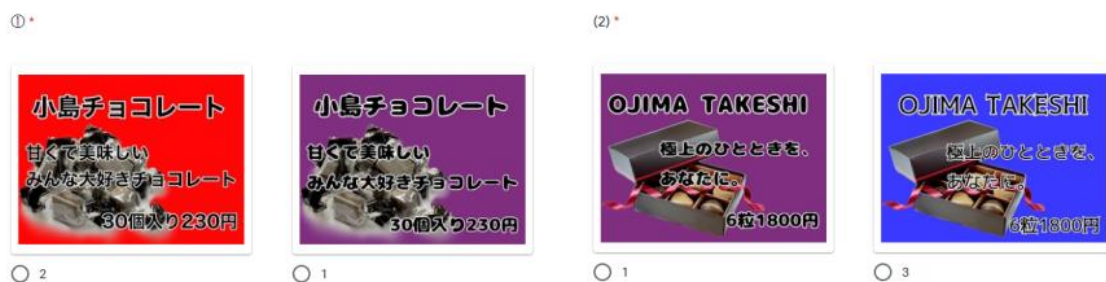 ① *
(2) *
小島チョコレート
甘くて美味しい
みんな大好きチョコレート
30個入り230円
2
小島チョコレート
甘くて美味しい
みんな大好きチョコレート
30個入り230円
1
OJIMA TAKESHI
極上のひとときを、
あなたに。
6粒1800円
1
OJIMA TAKESHI
極上のひとときを、
あなたに。
6粒1800円
3